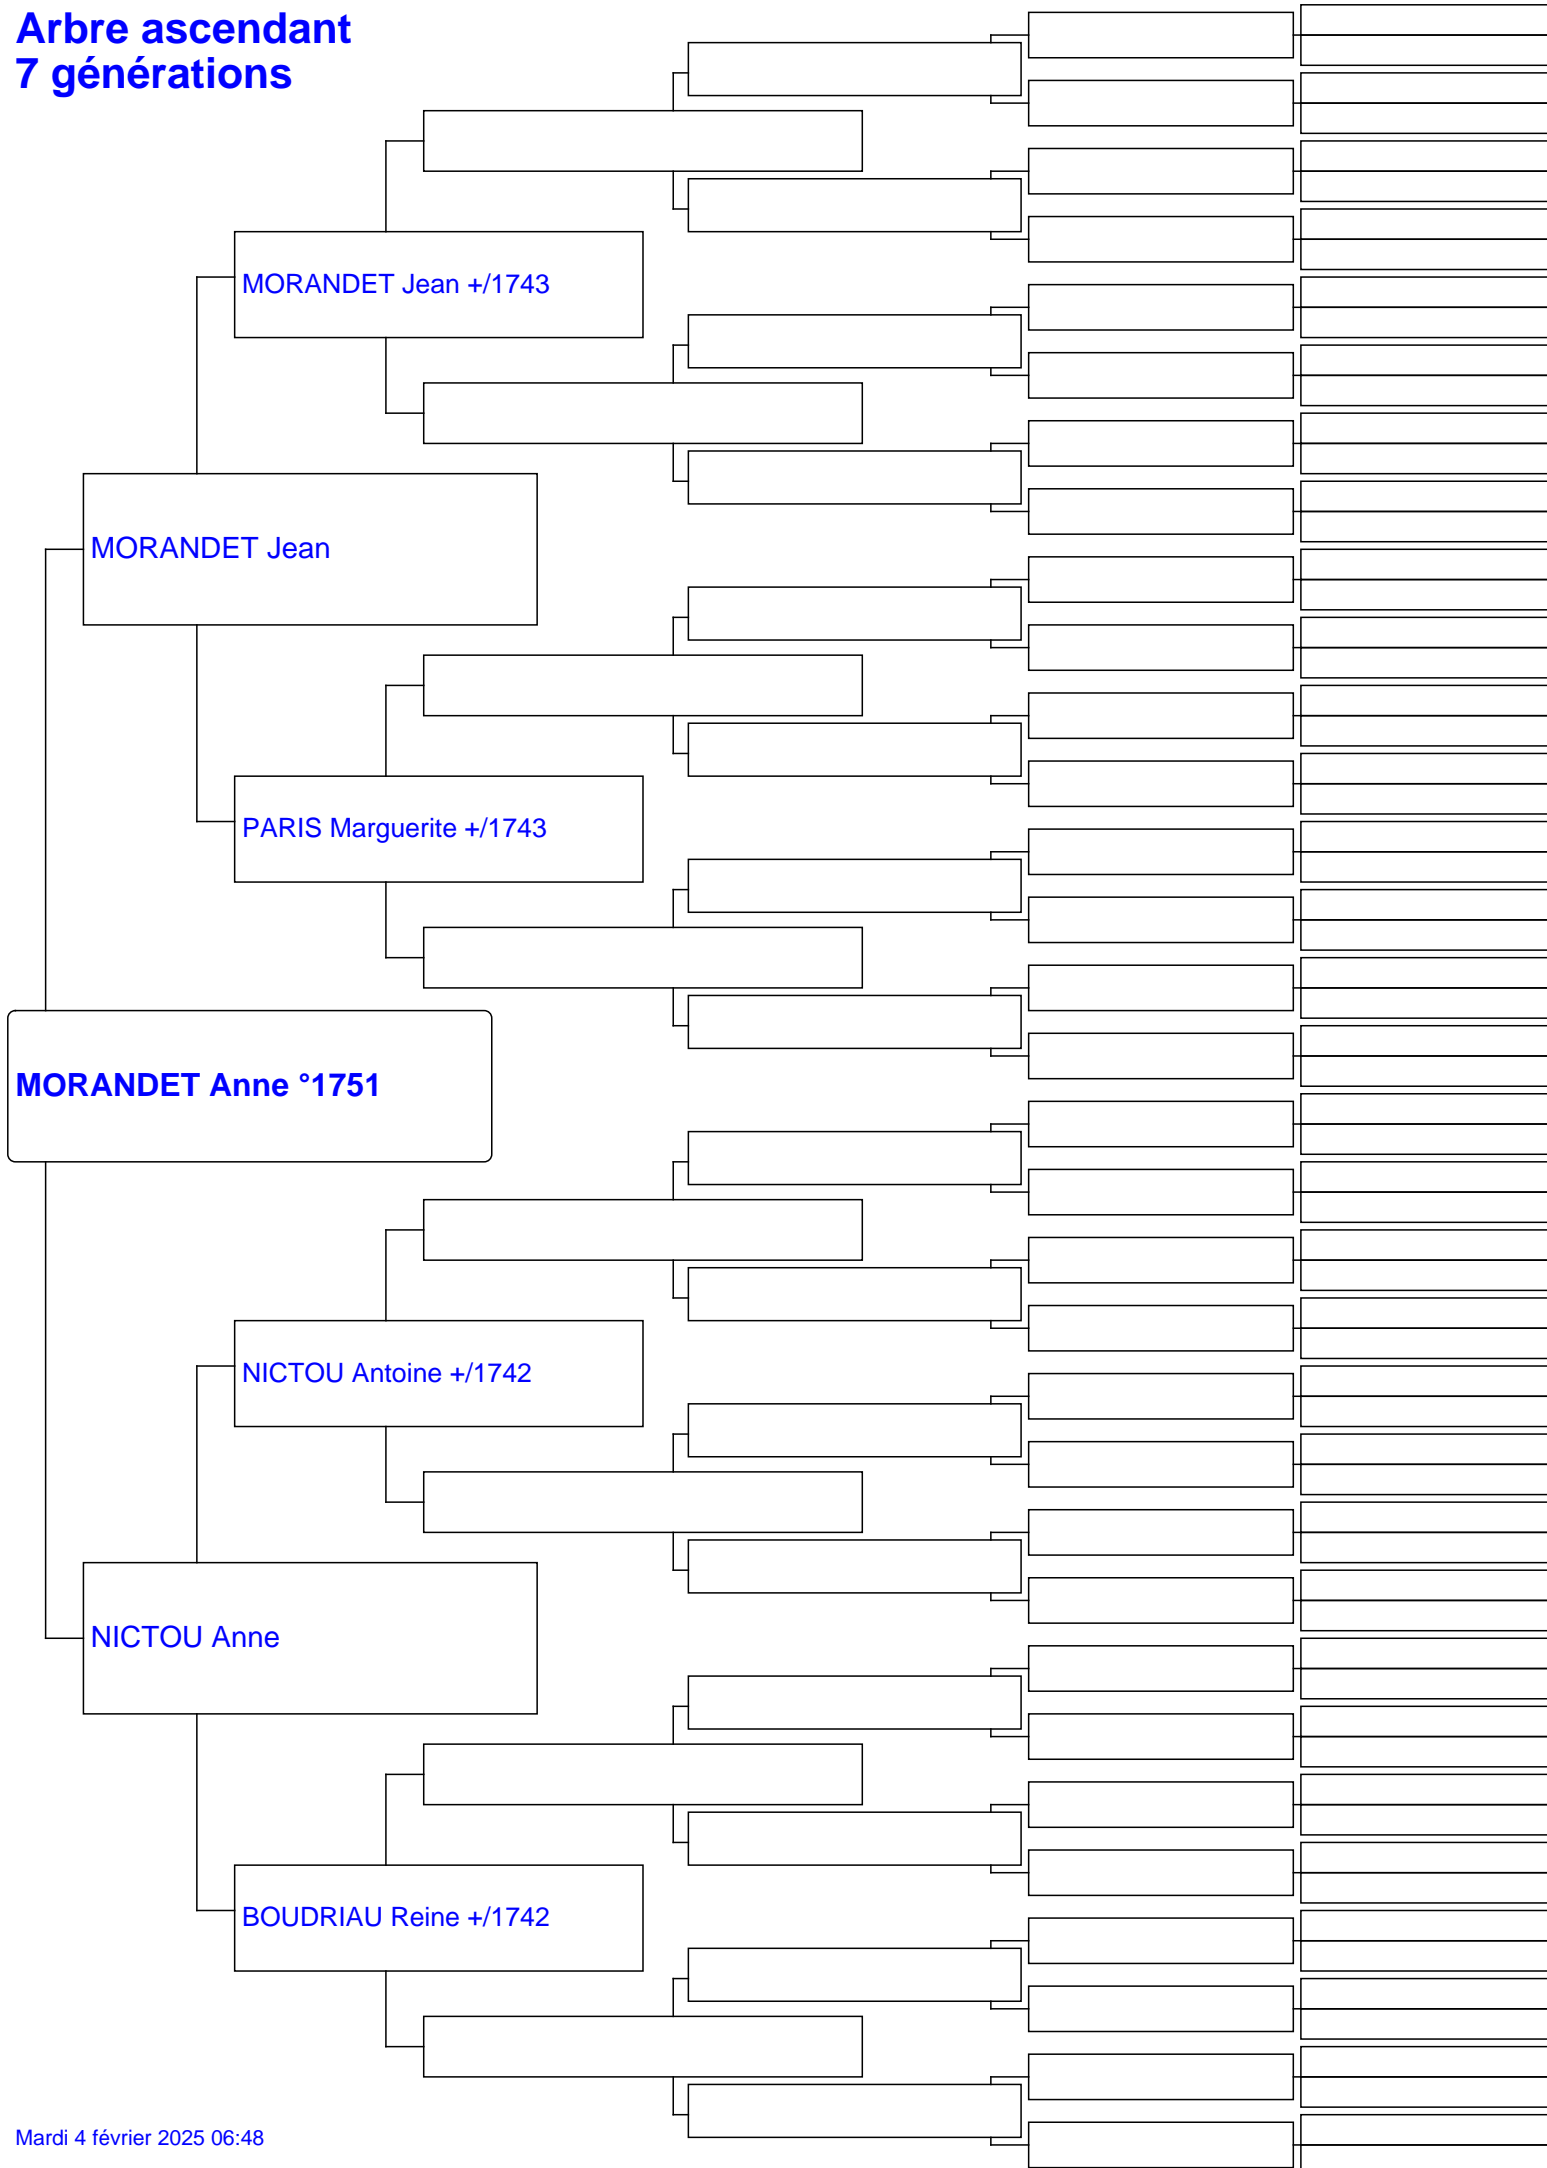 Arbre ascendant
7 générations
MORANDET Jean +/1743
MORANDET Jean
PARIS Marguerite +/1743
MORANDET Anne °1751
NICTOU Antoine +/1742
NICTOU Anne
BOUDRIAU Reine +/1742
Mardi 4 février 2025 06:48